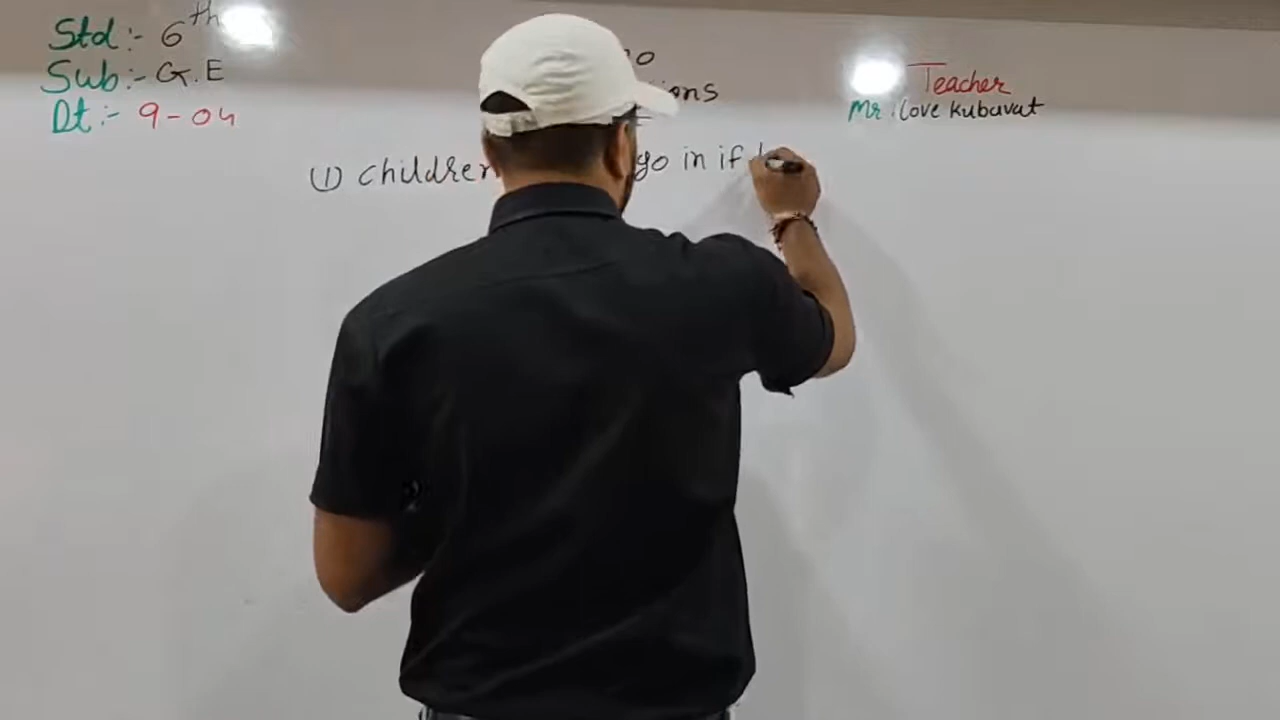 Std :- 6th
Sub :- G.E
Dt :- 9-04
Teacher
Mr. love Kubavat
(1) children go in if